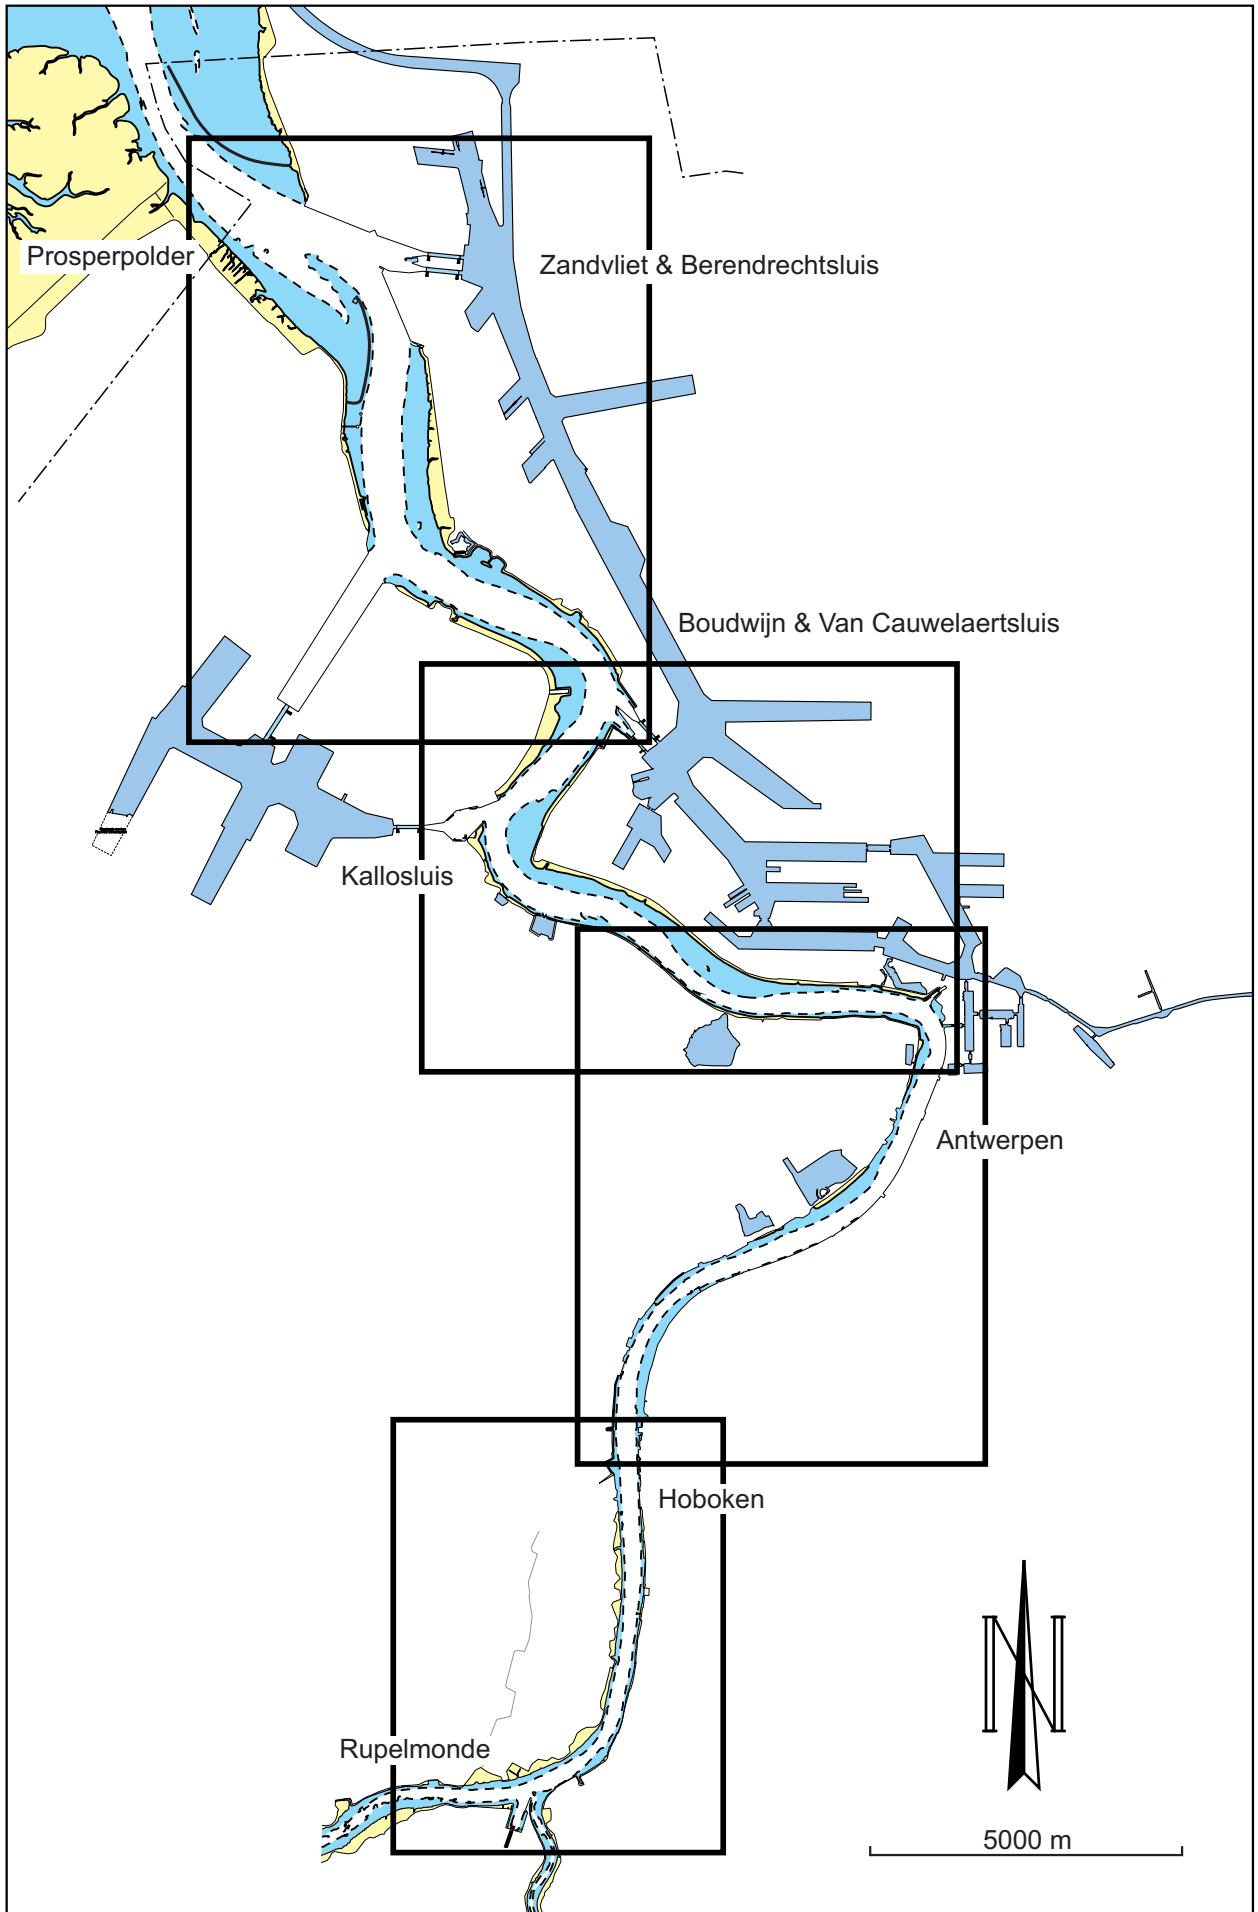 Prosperpolder
Zandvliet & Berendrechtsluis
Boudwijn & Van Cauwelaertsluis
Kallosluis
Antwerpen
Hoboken
N
Rupelmonde
5000 m